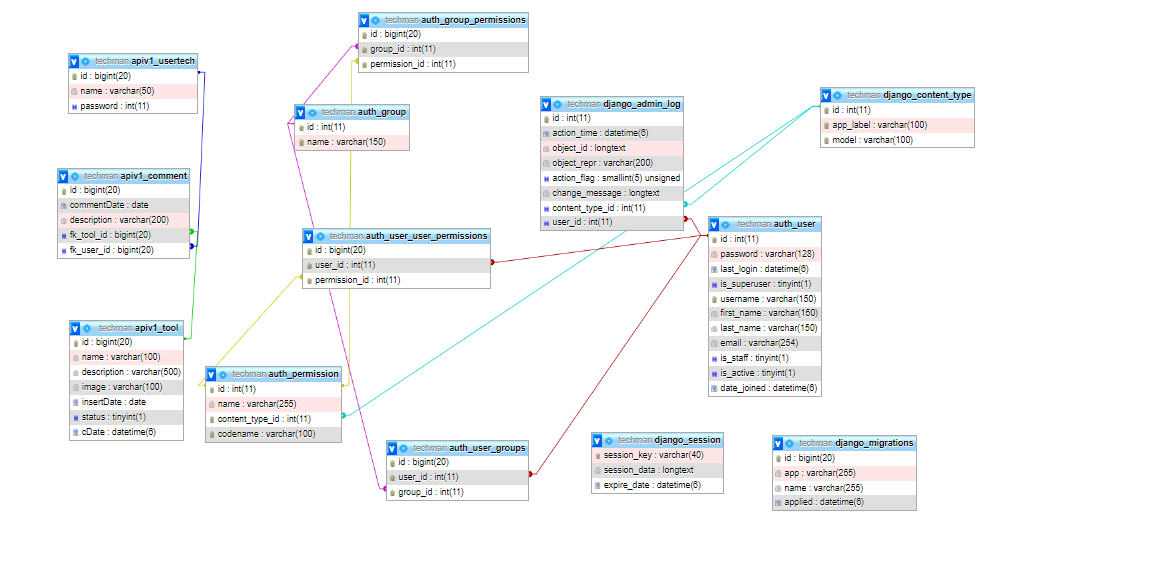 techman auth_group_permissions
id : bigint(20)
group_id : int(11)
permission_id : int(11)
techman apiv1_usertech
id : bigint(20)
name : varchar(50)
password : int(11)
techman auth_group
id : int(11)
name : varchar(150)
techman django_admin_log
id : int(11)
action_time : datetime(6)
object_id : longtext
object_repr : varchar(200)
action_flag : smallint(5) unsigned
change_message : longtext
content_type_id : int(11)
user_id : int(11)
techman django_content_type
id : int(11)
app_label : varchar(100)
model : varchar(100)
techman apiv1_comment
id : bigint(20)
commentDate : date
description : varchar(200)
fk_tool_id : bigint(20)
fk_user_id : bigint(20)
techman auth_user_user_permissions
id : bigint(20)
user_id : int(11)
permission_id : int(11)
techman auth_user
id : int(11)
password : varchar(128)
last_login : datetime(6)
is_superuser : tinyint(1)
username : varchar(150)
first_name : varchar(150)
last_name : varchar(150)
email : varchar(254)
is_staff : tinyint(1)
is_active : tinyint(1)
date_joined : datetime(6)
techman apiv1_tool
id : bigint(20)
name : varchar(100)
description : varchar(500)
image : varchar(100)
insertDate : date
status : tinyint(1)
cDate : datetime(6)
techman auth_permission
id : int(11)
name : varchar(255)
content_type_id : int(11)
codename : varchar(100)
techman auth_user_groups
id : bigint(20)
user_id : int(11)
group_id : int(11)
techman django_session
session_key : varchar(40)
session_data : longtext
expire_date : datetime(6)
techman django_migrations
id : bigint(20)
app : varchar(255)
name : varchar(255)
applied : datetime(6)